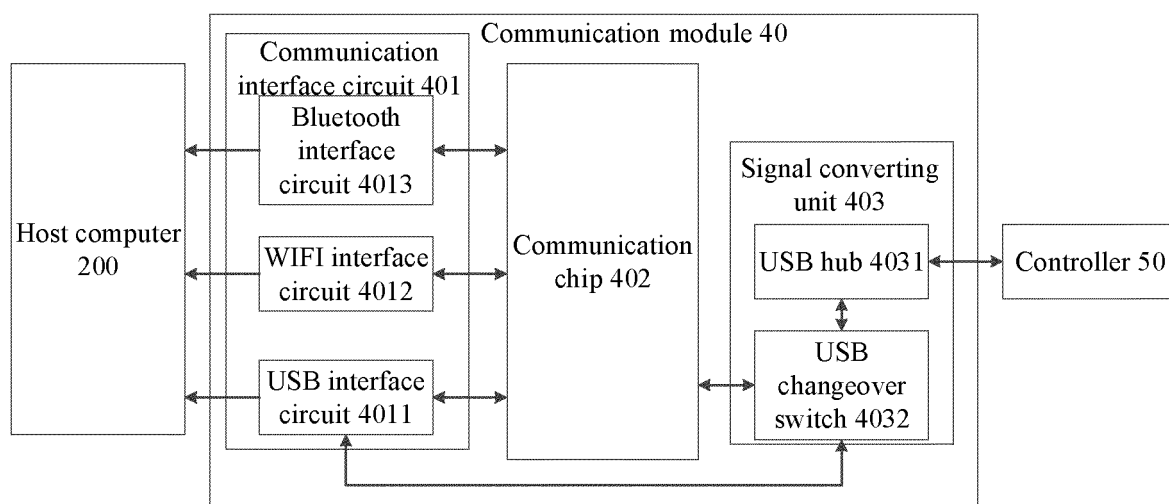 Communication module 40
Communication
interface circuit 401
Bluetooth
interface
circuit 4013
WIFI interface
circuit 4012
USB interface
circuit 4011
Host computer
200
Communication
chip 402
Signal converting
unit 403
USB hub 4031
USB
changeover
switch 4032
Controller 50